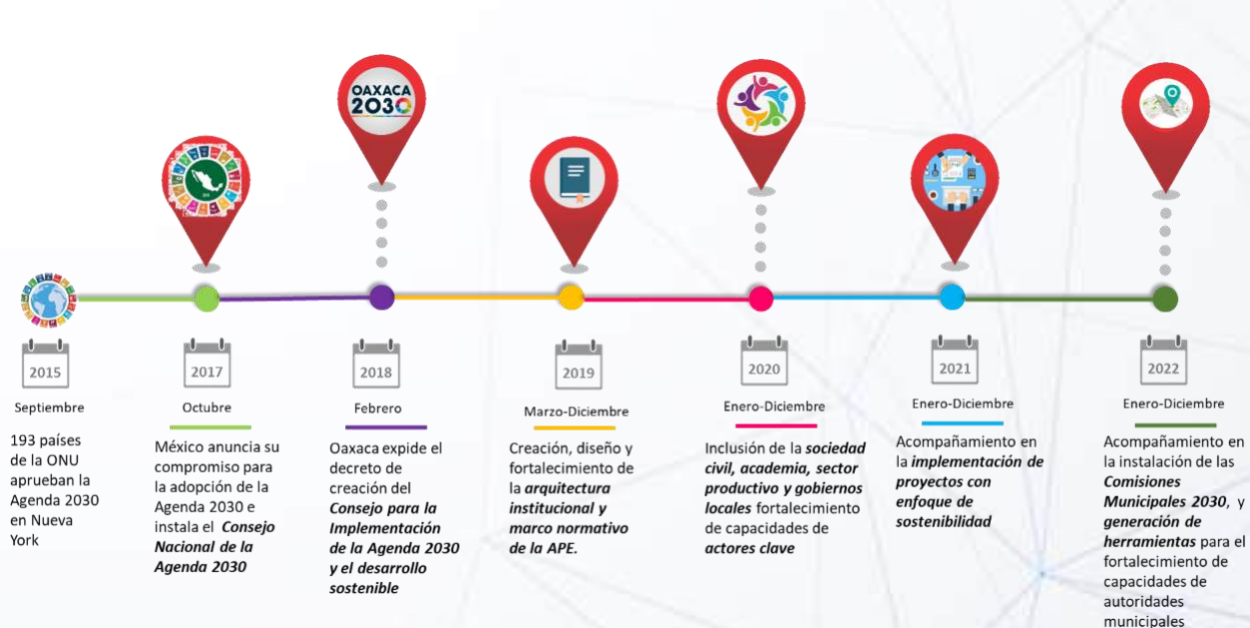 OAXACA
2030
2015
Septiembre
193 países
de la ONU
aprueban la
Agenda 2030
en Nueva
York
2017
Octubre
México anuncia su
compromiso para
la adopción de la
Agenda 2030 e
instala el Consejo
Nacional de la
Agenda 2030
2018
Febrero
Oaxaca expide el
decreto de
creación del
Consejo para la
Implementación
de la Agenda 2030
y el desarrollo
sostenible
2019
Marzo-Diciembre
Creación, diseño y
fortalecimiento de
la arquitectura
institucional y
marco normativo
de la APE.
2020
Enero-Diciembre
Inclusión de la sociedad
civil, academia, sector
productivo y gobiernos
locales fortalecimiento
de capacidades de
actores clave
2021
Enero-Diciembre
Acompañamiento en
la implementación de
proyectos con
enfoque de
sostenibilidad
2022
Enero-Diciembre
Acompañamiento en
la instalación de las
Comisiones
Municipales 2030, y
generación de
herramientas para el
fortalecimiento de
capacidades de
autoridades
municipales